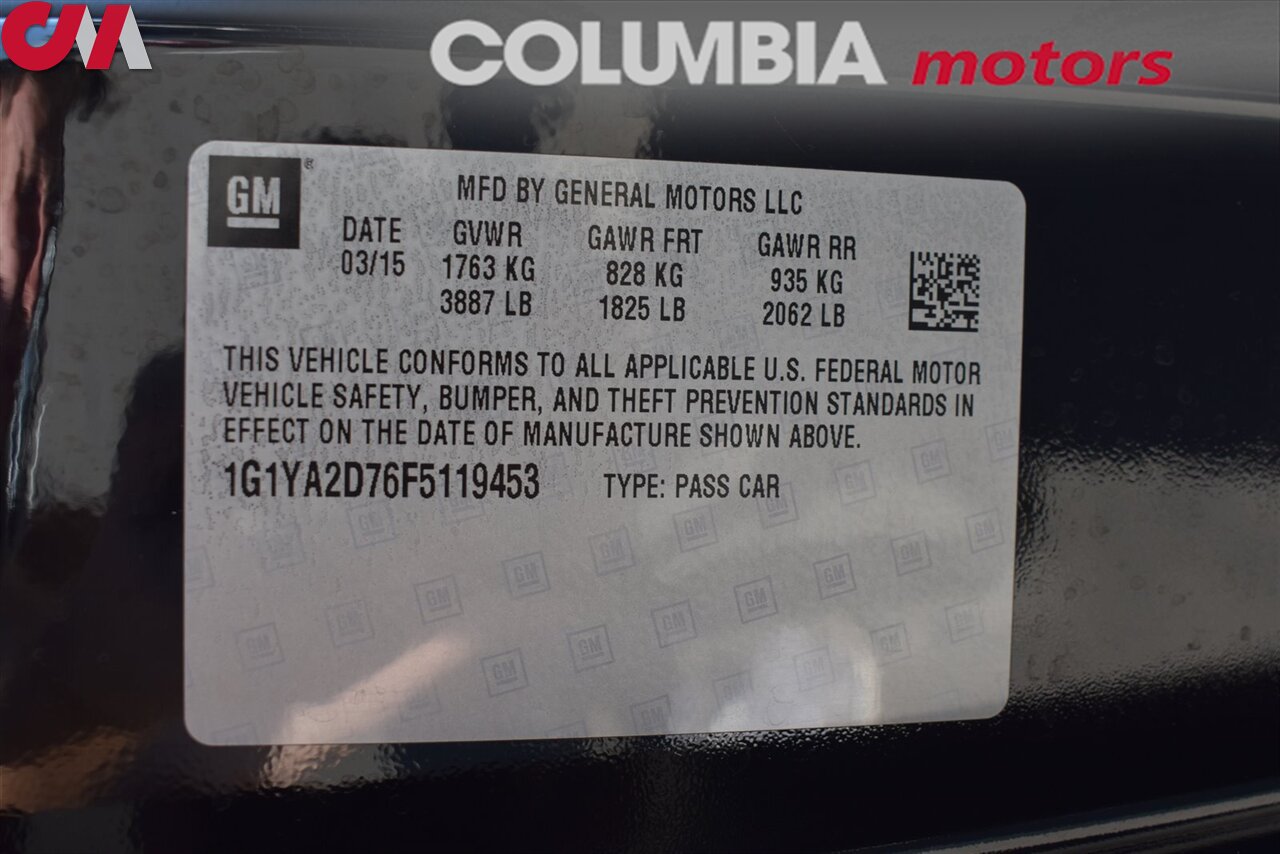 CM COLUMBIA motors
GM ® MFD BY GENERAL MOTORS LLC
DATE GVWR GAWR FRT GAWR RR
03/15 1763 KG 828 KG 935 KG
3887 LB 1825 LB 2062 LB
THIS VEHICLE CONFORMS TO ALL APPLICABLE U.S. FEDERAL MOTOR
VEHICLE SAFETY, BUMPER, AND THEFT PREVENTION STANDARDS IN
EFFECT ON THE DATE OF MANUFACTURE SHOWN ABOVE.
1G1YA2D76F5119453 TYPE: PASS CAR